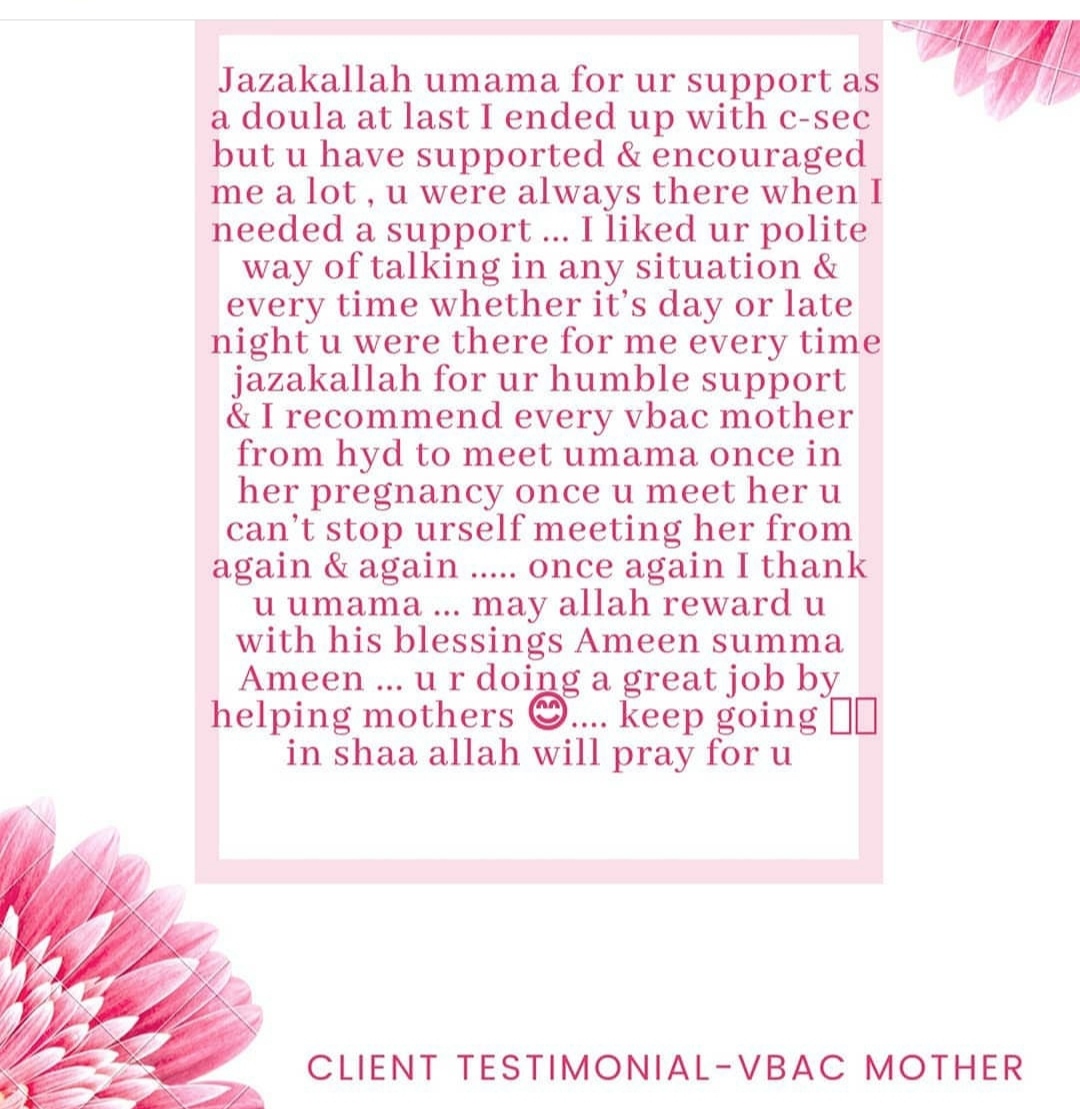 Jazakallah umama for ur support as
a doula at last I ended up with c-sec
but u have supported & encouraged
me a lot , u were always there when I
needed a support ... I liked ur polite
way of talking in any situation &
every time whether it’s day or late
night u were there for me every time
jazakallah for ur humble support
& I recommend every vbac mother
from hyd to meet umama once in
her pregnancy once u meet her u
can’t stop urself meeting her from
again & again ..... once again I thank
u umama ... may allah reward u
with his blessings Ameen summa
Ameen ... u r doing a great job by
helping mothers 😊.... keep going
in shaa allah will pray for u
CLIENT TESTIMONIAL-VBAC MOTHER